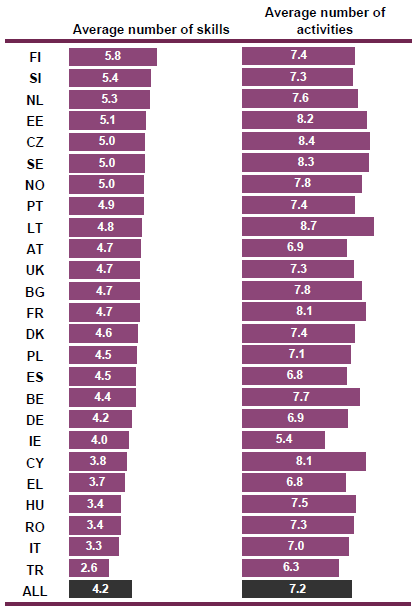 Average number of skills Average number of
activities
FI 5.8 7.4
SI 5.4 7.3
NL 5.3 7.6
EE 5.1 8.2
CZ 5.0 8.4
SE 5.0 8.3
NO 5.0 7.8
PT 4.9 7.4
LT 4.8 8.7
AT 4.7 6.9
UK 4.7 7.3
BG 4.7 7.8
FR 4.7 8.1
DK 4.6 7.4
PL 4.5 7.1
ES 4.5 6.8
BE 4.4 7.7
DE 4.2 6.9
IE 4.0 5.4
CY 3.8 8.1
EL 3.7 6.8
HU 3.4 7.5
RO 3.4 7.3
IT 3.3 7.0
TR 2.6 6.3
ALL 4.2 7.2